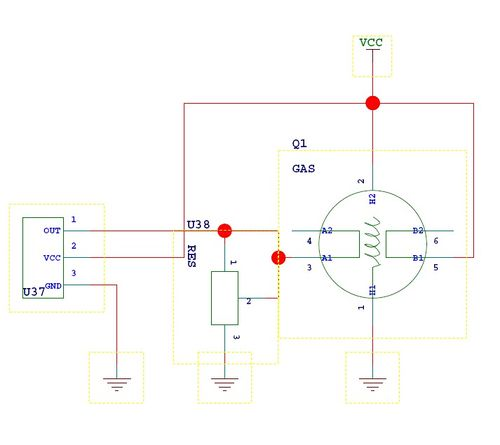 VCC
Q1
GAS
2
H2
1
OUT
U38
A2
B2
4
6
2
VCC
RES
1
A1
B1
3
5
3
GND
U37
H1
2
1
3